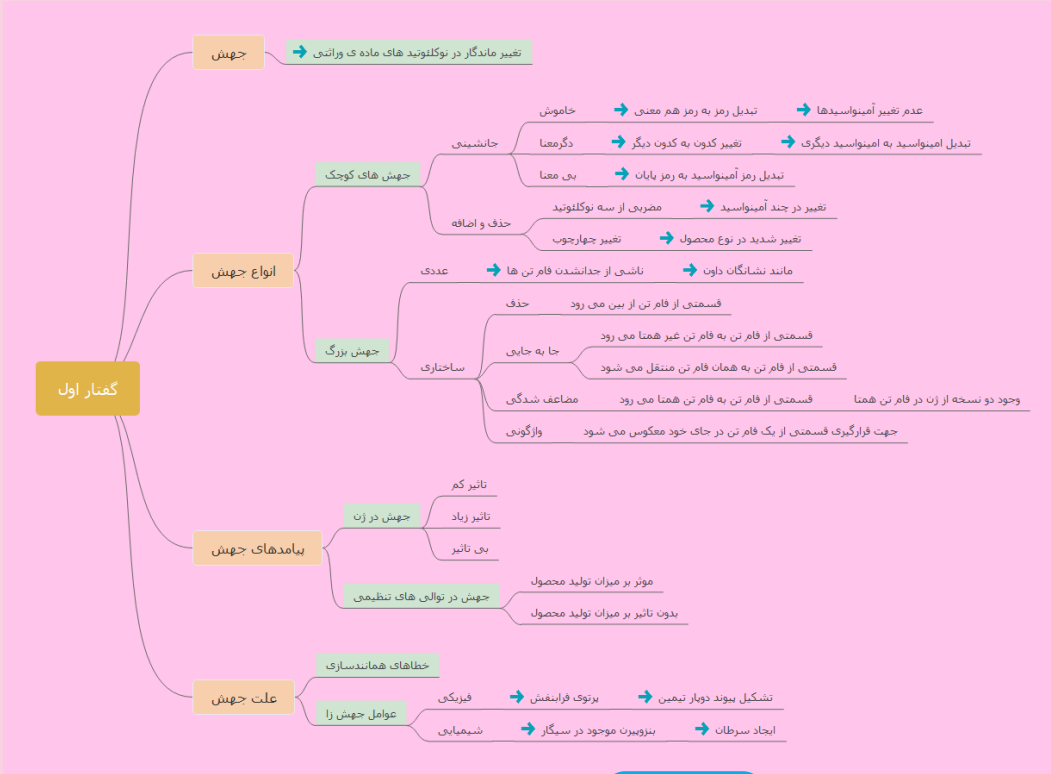 گفتار اول
جهش
تغییر ماندگار در نوکلئوتید های ماده ی وراثتی
انواع جهش
جهش های کوچک
جانشینی
خاموش
تبدیل رمز به رمز هم معنی
عدم تغییر آمینواسیدها
دگرمعنا
تغییر کدون به کدون دیگر
تبدیل امینواسید به امینواسید دیگری
بی معنا
تبدیل رمز آمینواسید به رمز پایان
حذف و اضافه
مضربی از سه نوکلئوتید
تغییر در چند آمینواسید
تغییر چهارچوب
تغییر شدید در نوع محصول
جهش بزرگ
عددی
ناشی از جدانشدن فام تن ها
مانند نشانگان داون
ساختاری
حذف
قسمتی از فام تن از بین می رود
جا به جایی
قسمتی از فام تن به فام تن غیر همتا می رود
قسمتی از فام تن به همان فام تن منتقل می شود
مضاعف شدگی
قسمتی از فام تن به فام تن همتا می رود
وجود دو نسخه از ژن در فام تن همتا
واژگونی
جهت قرارگیری قسمتی از یک فام تن در جای خود معکوس می شود
پیامدهای جهش
جهش در ژن
تاثیر کم
تاثیر زیاد
بی تاثیر
جهش در توالی های تنظیمی
موثر بر میزان تولید محصول
بدون تاثیر بر میزان تولید محصول
علت جهش
خطاهای همانندسازی
عوامل جهش زا
فیزیکی
پرتوی فرابنفش
تشکیل پیوند دوپار تیمین
شیمیایی
بنزوپیرن موجود در سیگار
ایجاد سرطان